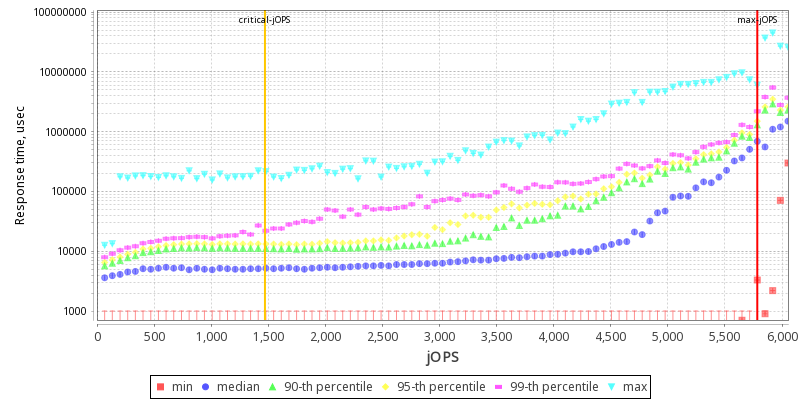 critical-jOPS
max-jOPS
100000000
10000000
1000000
100000
10000
1000
Response time, usec
0
500
1,000
1,500
2,000
2,500
3,000
3,500
4,000
4,500
5,000
5,500
6,000
jOPS
min
median
90-th percentile
95-th percentile
99-th percentile
max